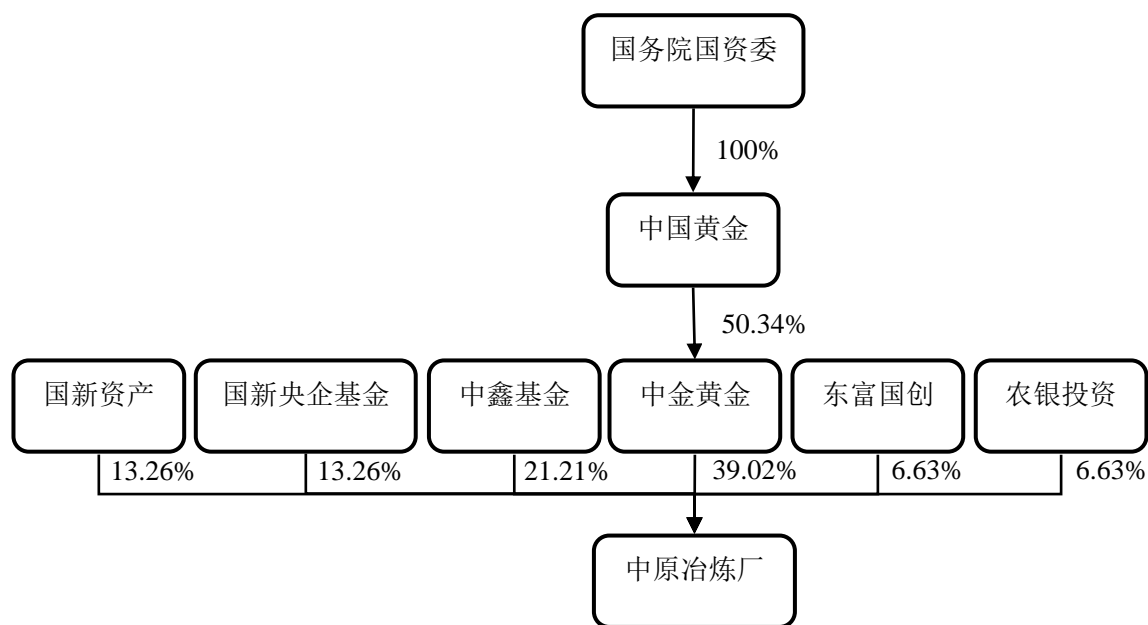 国务院国资委
100%
中国黄金
50.34%
国新资产
国新央企基金
中鑫基金
中金黄金
东富国创
农银投资
13.26%
13.26%
21.21%
39.02%
6.63%
6.63%
中原冶炼厂